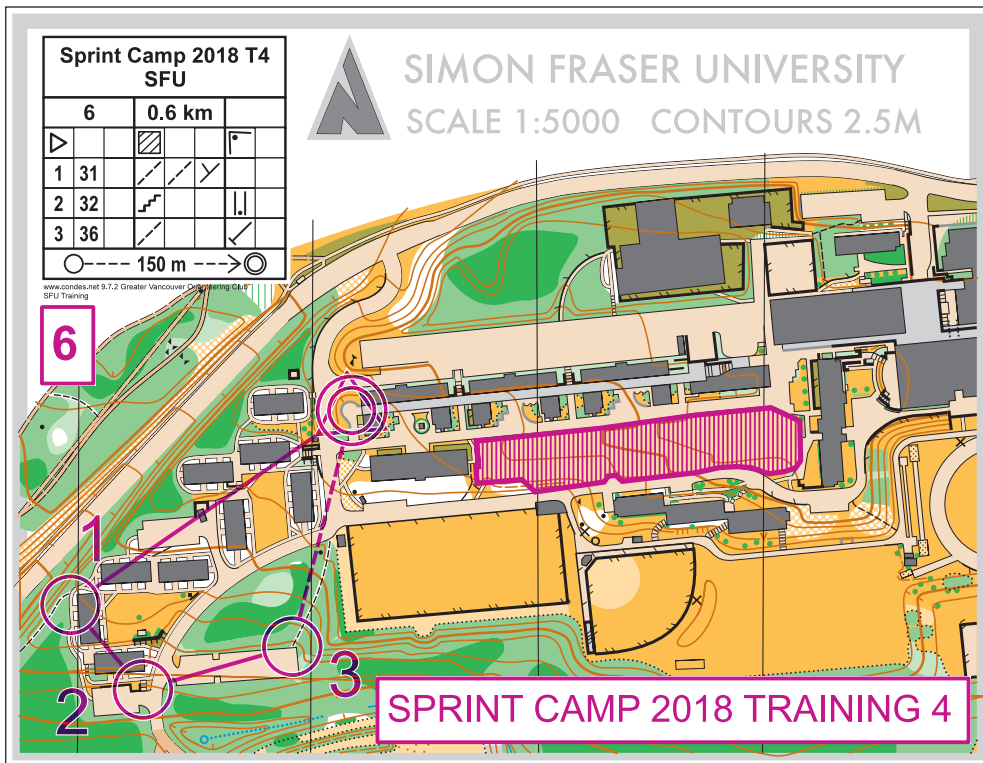 Sprint Camp 2018 T4
SFU
6 0.6 km
1 31
2 32
3 36
150 m
www.condes.net 9.7.2 Greater Vancouver Orienteering Club
SFU Training
SIMON FRASER UNIVERSITY
SCALE 1:5000 CONTOURS 2.5M
6
1
2
3
SPRINT CAMP 2018 TRAINING 4